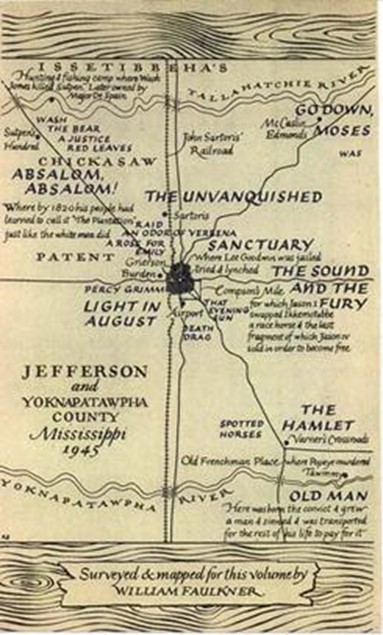 ISSETIBBEHA'S
Hunting & fishing camp where Wash
Jones killed Sutpen. Later owned by
Major De Spain
TALLAHATCHIE RIVER
GO DOWN,
MOSES
McCaslin
Edmonds
WAS
WASH
THE BEAR
A JUSTICE
RED LEAVES
Sutpen's
Hundred
John Sartoris'
Railroad
CHICKASAW
ABSALOM,
ABSALOM!
THE UNVANQUISHED
Where by 1820 his people had
learned to call it "The Plantation"
just like the white men did
Sartoris
RAID
AN ODOR OF VERBENA
A ROSE FOR
EMILY
Grierson
Burden
SANCTUARY
Where Lee Goodwin was jailed
tried & lynched
PATENT
THE SOUND
AND THE
FURY
PERCY GRIMM
Compson's Mile
for which Jason I
swapped Ikkemotubbe
a race horse & the last
fragment of which Jason IV
sold in order to become free
LIGHT IN
AUGUST
Airport
THAT
EVENING
SUN
DEATH
DRAG
JEFFERSON
and
YOKNAPATAWPHA
COUNTY
Mississippi
1945
THE
HAMLET
SPOTTED
HORSES
Varner's Crossroads
Old Frenchman Place
where Popeye murdered
Tawmmy
YOKNAPATAWPHA RIVER
OLD MAN
Here was born the convict & grew
a man & sinned & was transported
for the rest of his life to pay for it
Surveyed & mapped for this volume by
WILLIAM FAULKNER